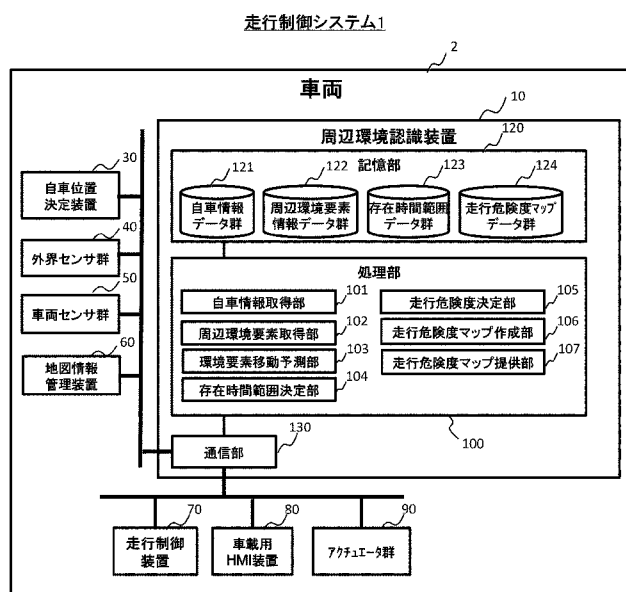 走行制御システム1
2
車両
10
周辺環境認識装置
120
記憶部
121
122
123
124
自車情報
データ群
周辺環境要素
情報データ群
存在時間範囲
データ群
走行危険度マップ
データ群
30
自車位置
決定装置
40
外界センサ群
50
車両センサ群
60
地図情報
管理装置
処理部
自車情報取得部
101
周辺環境要素取得部
102
環境要素移動予測部
103
存在時間範囲決定部
104
走行危険度決定部
105
走行危険度マップ作成部
106
走行危険度マップ提供部
107
100
通信部
130
70
走行制御
装置
80
車載用
HMI装置
90
アクチュエータ群